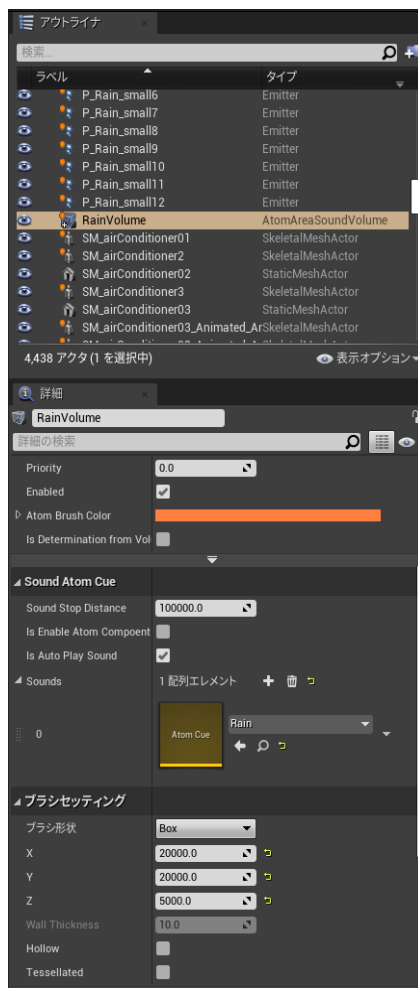 アウトライナ
検索...
ラベル タイプ
P_Rain_small6 Emitter
P_Rain_small7 Emitter
P_Rain_small8 Emitter
P_Rain_small9 Emitter
P_Rain_small10 Emitter
P_Rain_small11 Emitter
P_Rain_small12 Emitter
RainVolume AtomAreaSoundVolume
SM_airConditioner01 SkeletalMeshActor
SM_airConditioner2 SkeletalMeshActor
SM_airConditioner02 StaticMeshActor
SM_airConditioner3 SkeletalMeshActor
SM_airConditioner03 StaticMeshActor
SM_airConditioner03_Animated_Ar SkeletalMeshActor
4,438 アクタ (1 を選択中) 表示オプション
詳細
RainVolume
詳細の検索
Priority 0.0
Enabled
Atom Brush Color
Is Determination from Vol
Sound Atom Cue
Sound Stop Distance 100000.0
Is Enable Atom Compoent
Is Auto Play Sound
Sounds 1 配列エレメント
0 Atom Cue Rain
ブラシセッティング
ブラシ形状 Box
X 20000.0
Y 20000.0
Z 5000.0
Wall Thickness 10.0
Hollow
Tessellated